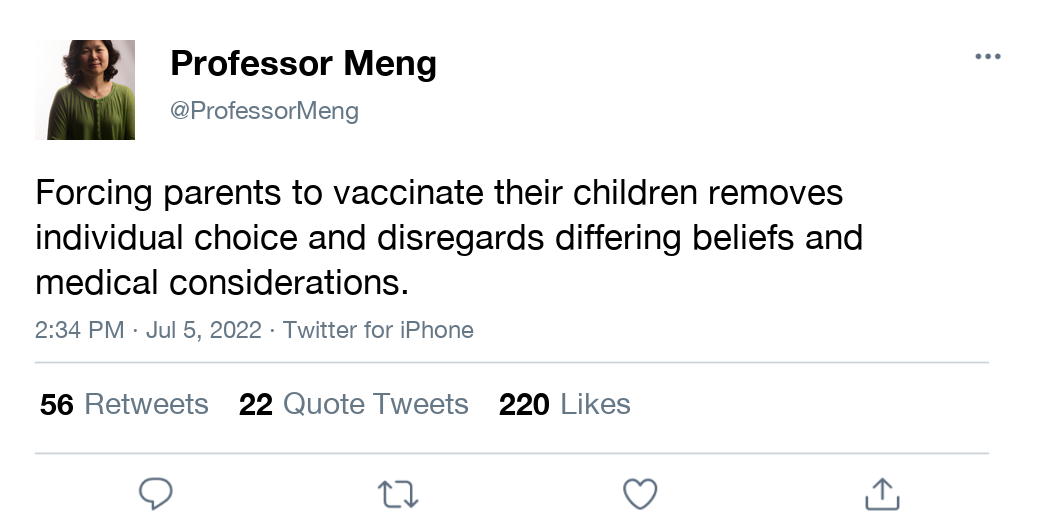 Professor Meng
@ProfessorMeng
Forcing parents to vaccinate their children removes
individual choice and disregards differing beliefs and
medical considerations.
2:34 PM · Jul 5, 2022 · Twitter for iPhone
56 Retweets 22 Quote Tweets 220 Likes